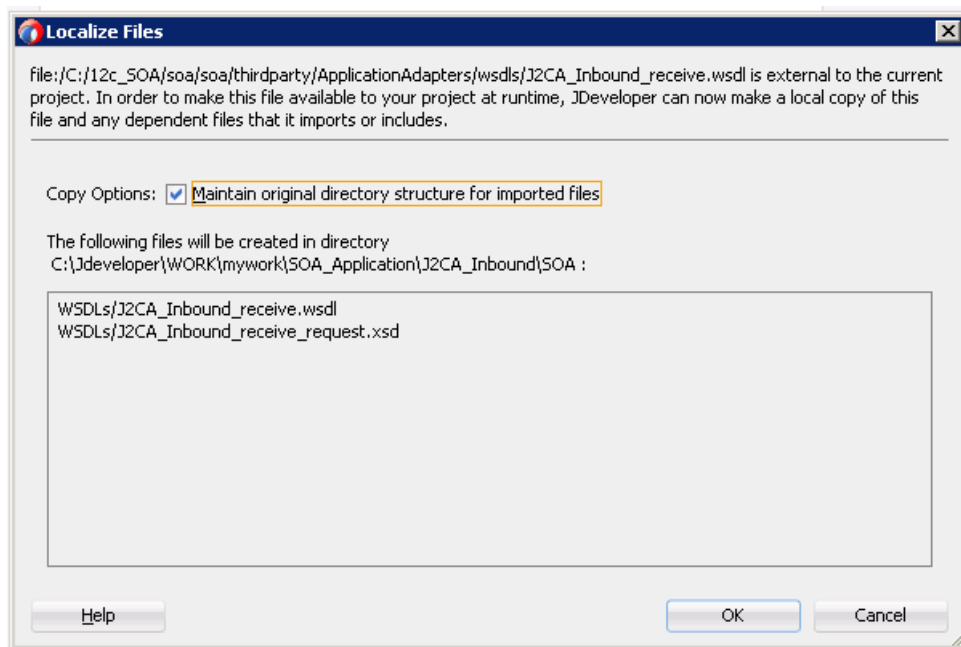 Localize Files
file:/C:/12c_SOA/soa/soa/thirdparty/ApplicationAdapters/wsdls/J2CA_Inbound_receive.wsdl is external to the current
project. In order to make this file available to your project at runtime, JDeveloper can now make a local copy of this
file and any dependent files that it imports or includes.
Copy Options: Maintain original directory structure for imported files
The following files will be created in directory
C:\Jdeveloper\WORK\mywork\SOA_Application\J2CA_Inbound\SOA :
WSDLs/J2CA_Inbound_receive.wsdl
WSDLs/J2CA_Inbound_receive_request.xsd
Help OK Cancel